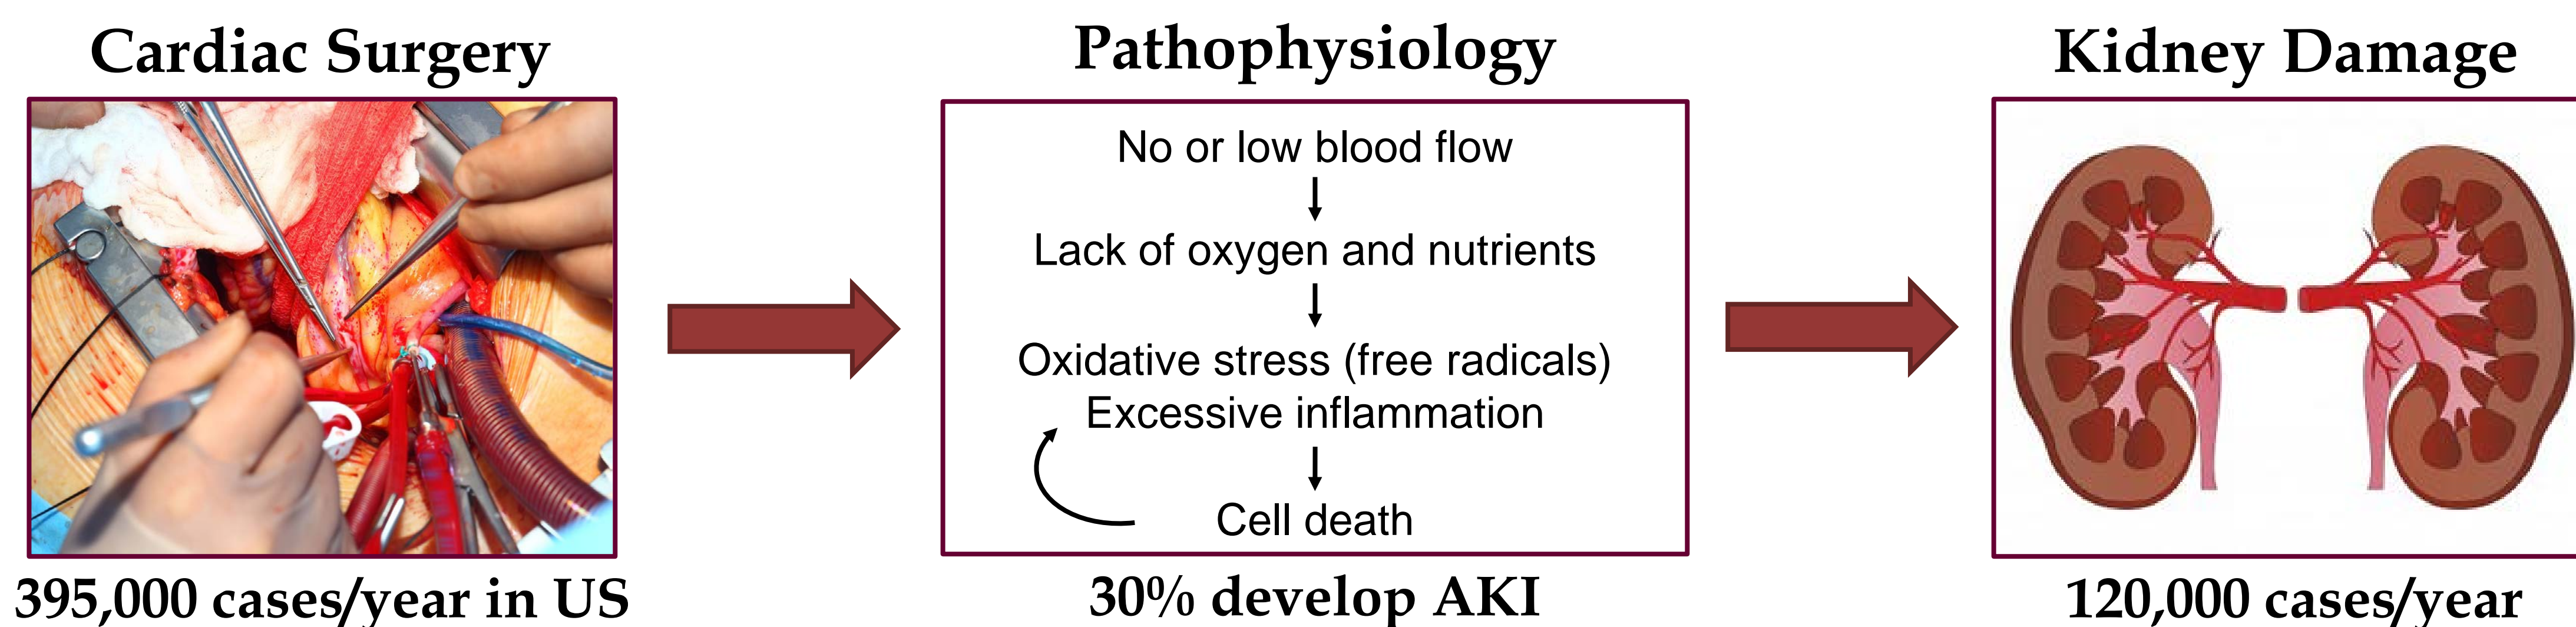 Cardiac Surgery
395,000 cases/year in US
Pathophysiology
No or low blood flow
Lack of oxygen and nutrients
Oxidative stress (free radicals)
Excessive inflammation
Cell death
30% develop AKI
Kidney Damage
120,000 cases/year